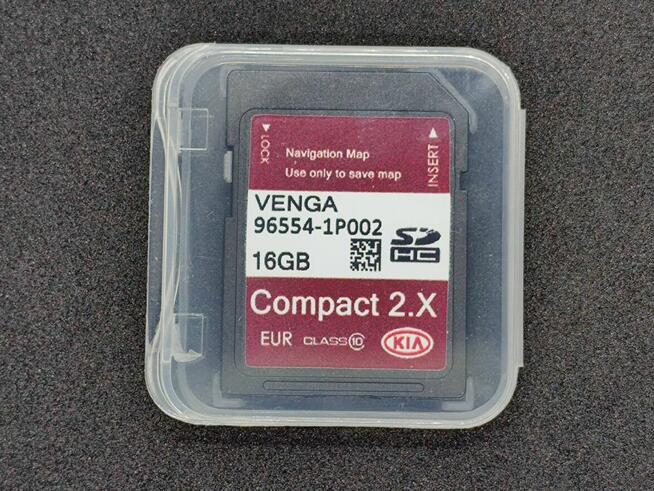 LOCK
Navigation Map
Use only to save map
INSERT
VENGA
96554-1P002
16GB
SD
HC
Compact 2.X
EUR CLASS 10 KIA